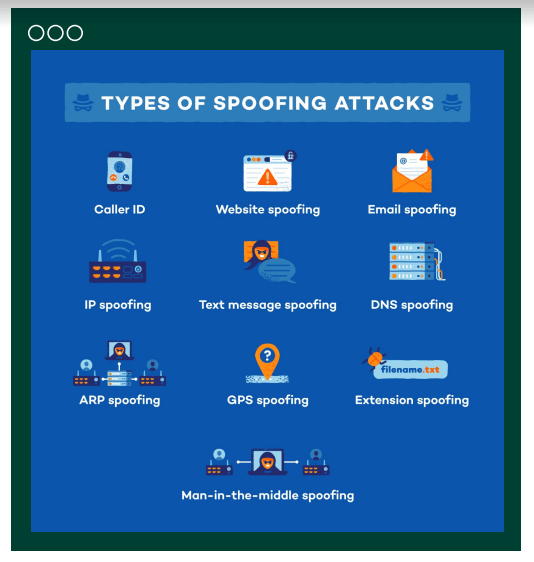 TYPES OF SPOOFING ATTACKS
Caller ID
Website spoofing
Email spoofing
IP spoofing
Text message spoofing
DNS spoofing
?
filename.txt
ARP spoofing
GPS spoofing
Extension spoofing
Man-in-the-middle spoofing